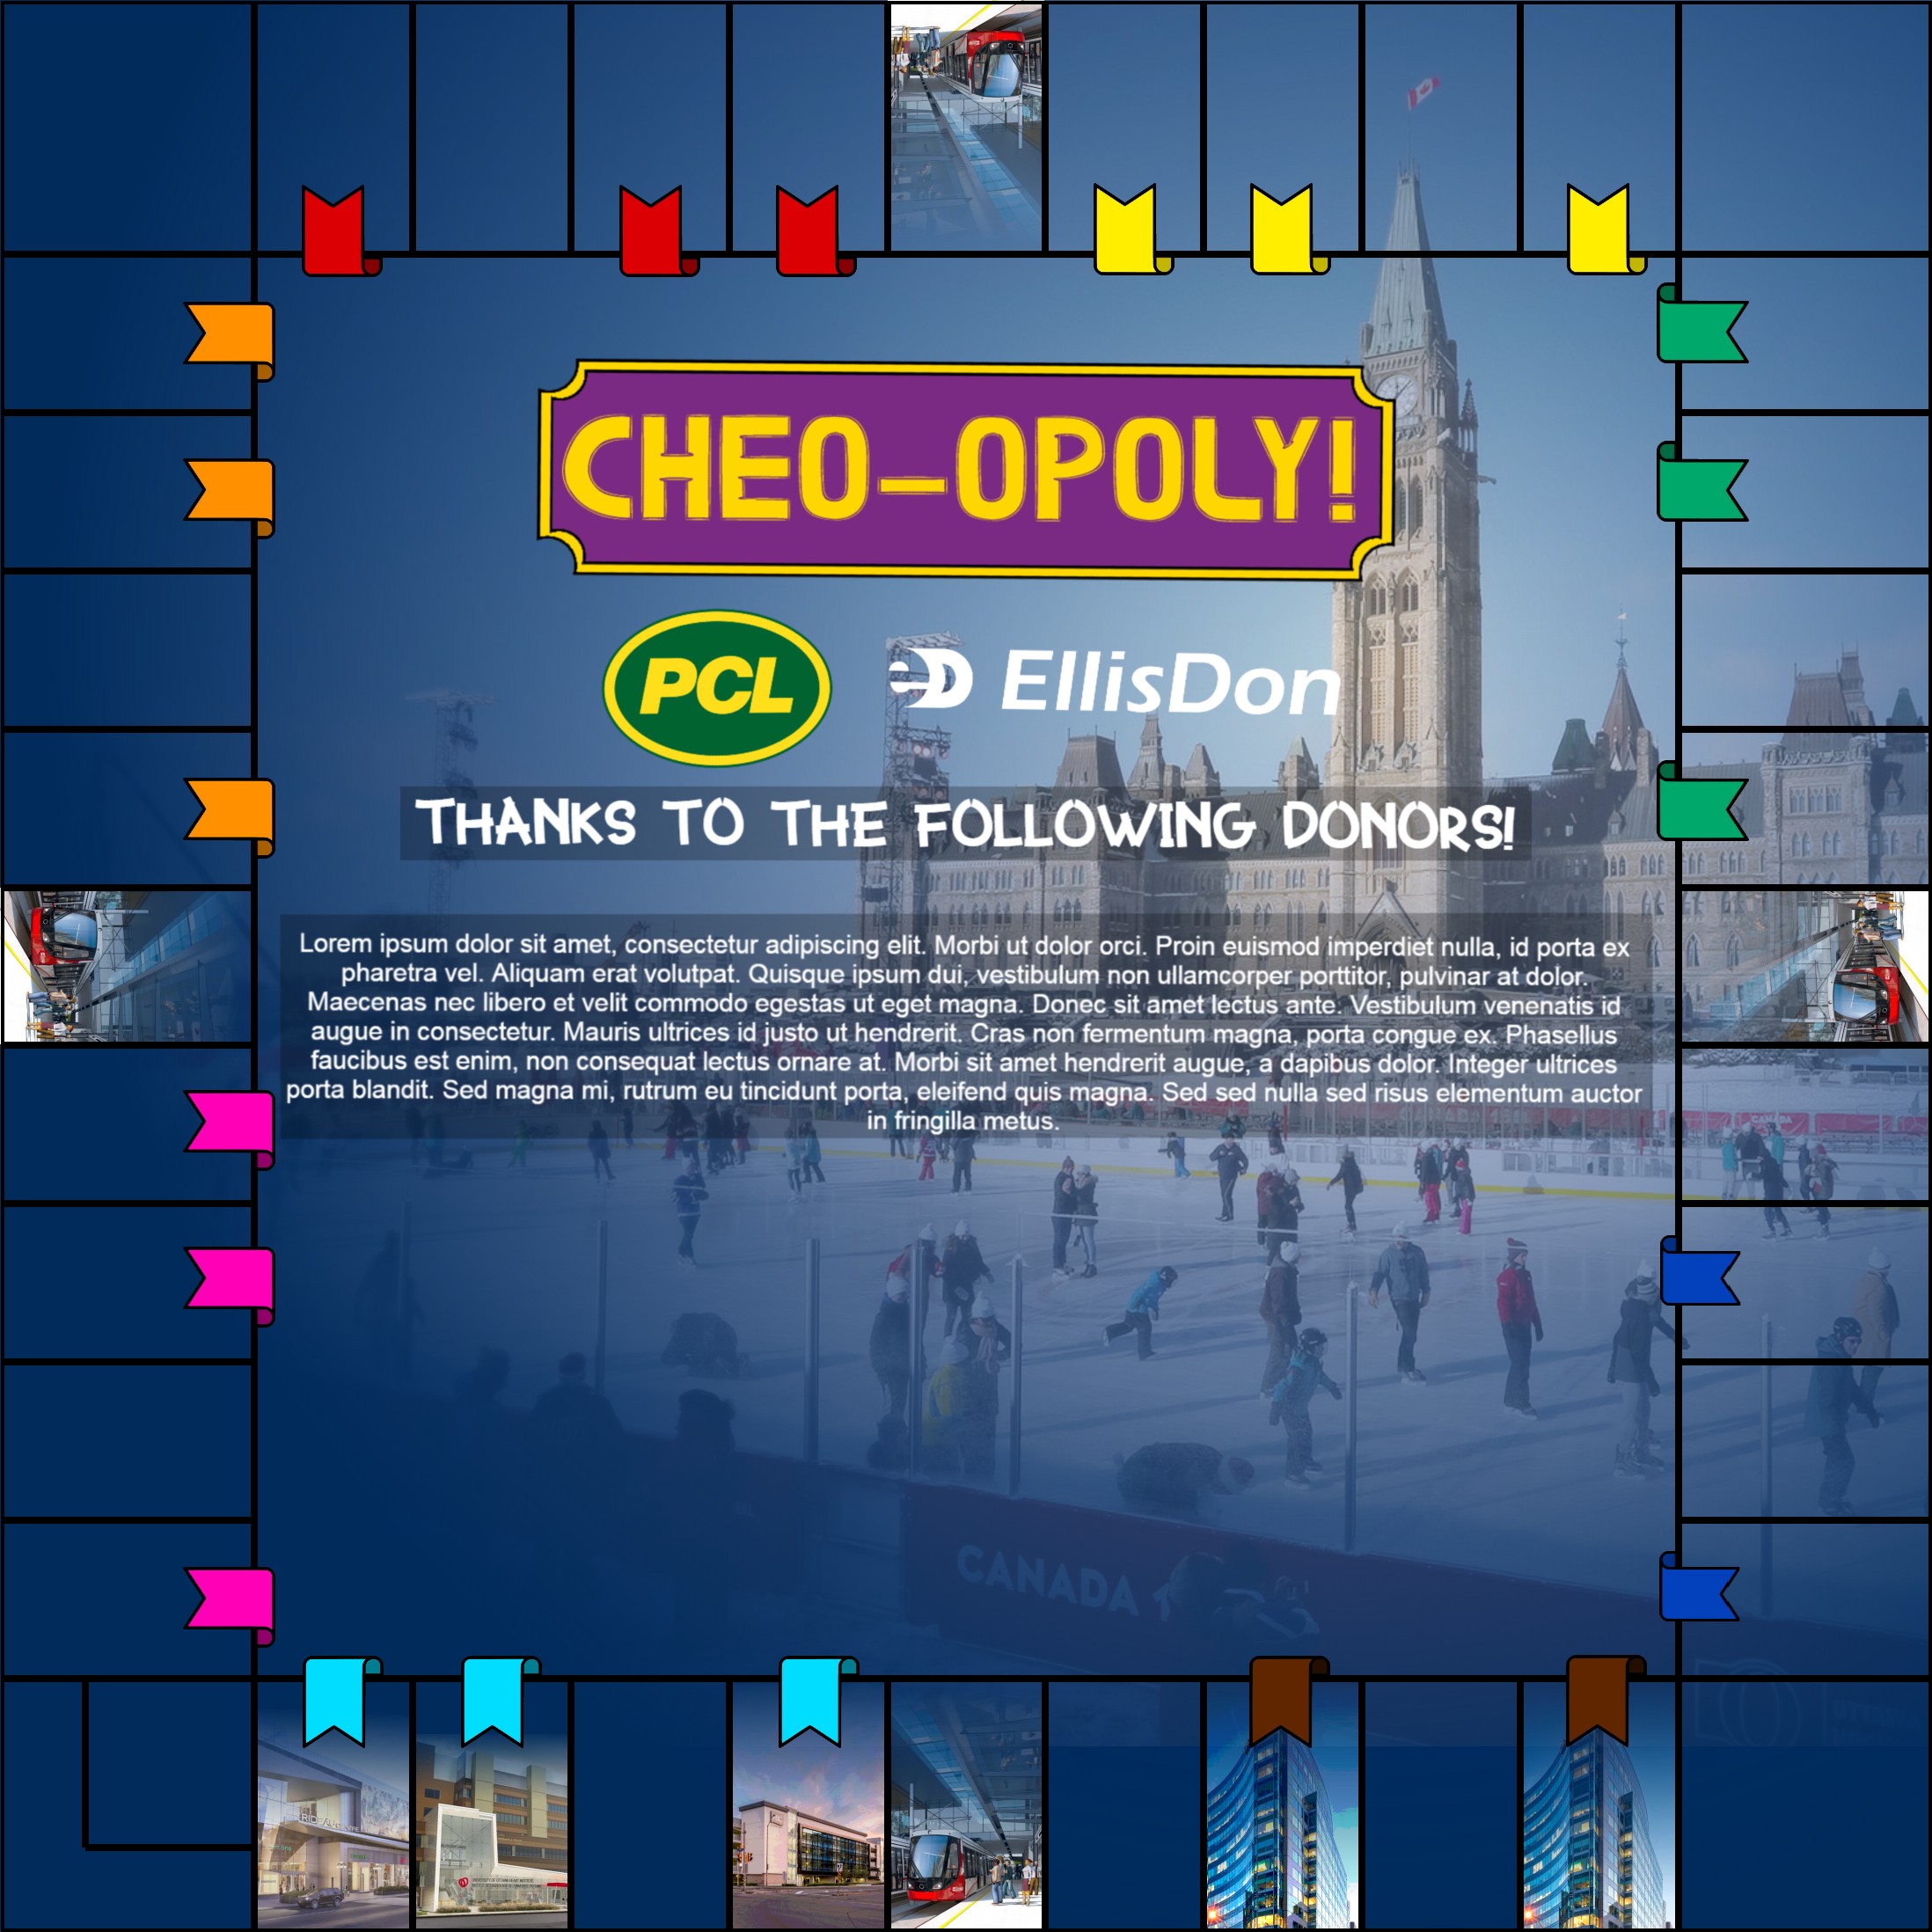 CHEO-OPOLY!
PCL
EllisDon
THANKS TO THE FOLLOWING DONORS!
Lorem ipsum dolor sit amet, consectetur adipiscing elit. Morbi ut dolor orci. Proin euismod imperdiet nulla, id porta ex
pharetra vel. Aliquam erat volutpat. Quisque ipsum dui, vestibulum non ullamcorper porttitor, pulvinar at dolor.
Maecenas nec libero et velit commodo egestas ut eget magna. Donec sit amet lectus ante. Vestibulum venenatis id
augue in consectetur. Mauris ultrices id justo ut hendrerit. Cras non fermentum magna, porta congue ex. Phasellus
faucibus est enim, non consequat lectus ornare at. Morbi sit amet hendrerit augue, a dapibus dolor. Integer ultrices
porta blandit. Sed magna mi, rutrum eu tincidunt porta, eleifend quis magna. Sed sed nulla sed risus elementum auctor
in fringilla metus.
CANADA
CANADA 1